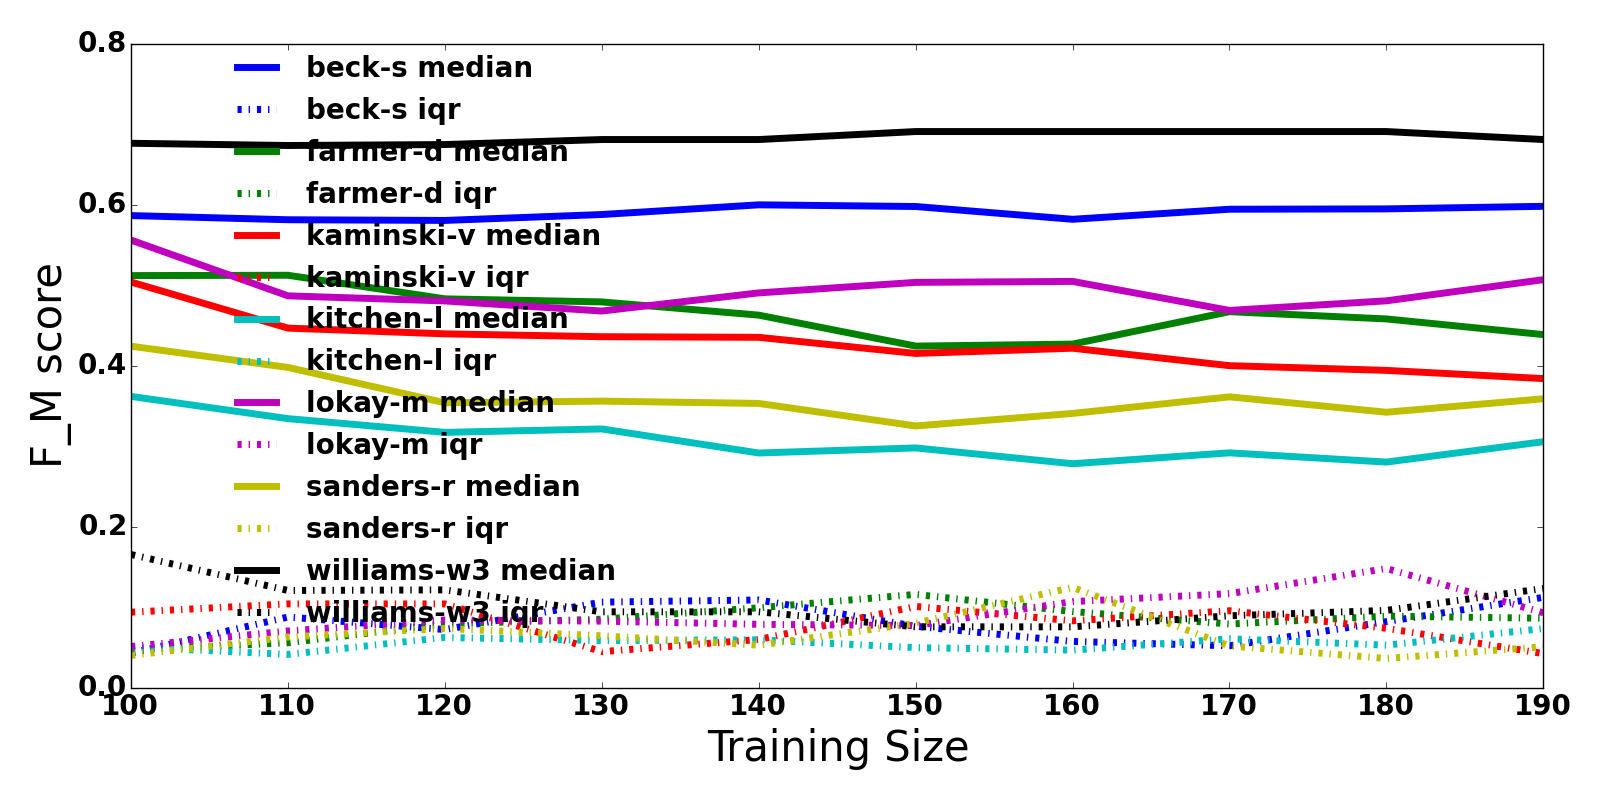 0.8
0.6
0.4
0.2
0.0
F_M score
beck-s median
beck-s iqr
farmer-d median
farmer-d iqr
kaminski-v median
kaminski-v iqr
kitchen-l median
kitchen-l iqr
lokay-m median
lokay-m iqr
sanders-r median
sanders-r iqr
williams-w3 median
williams-w3 iqr
100 110 120 130 140 150 160 170 180 190
Training Size